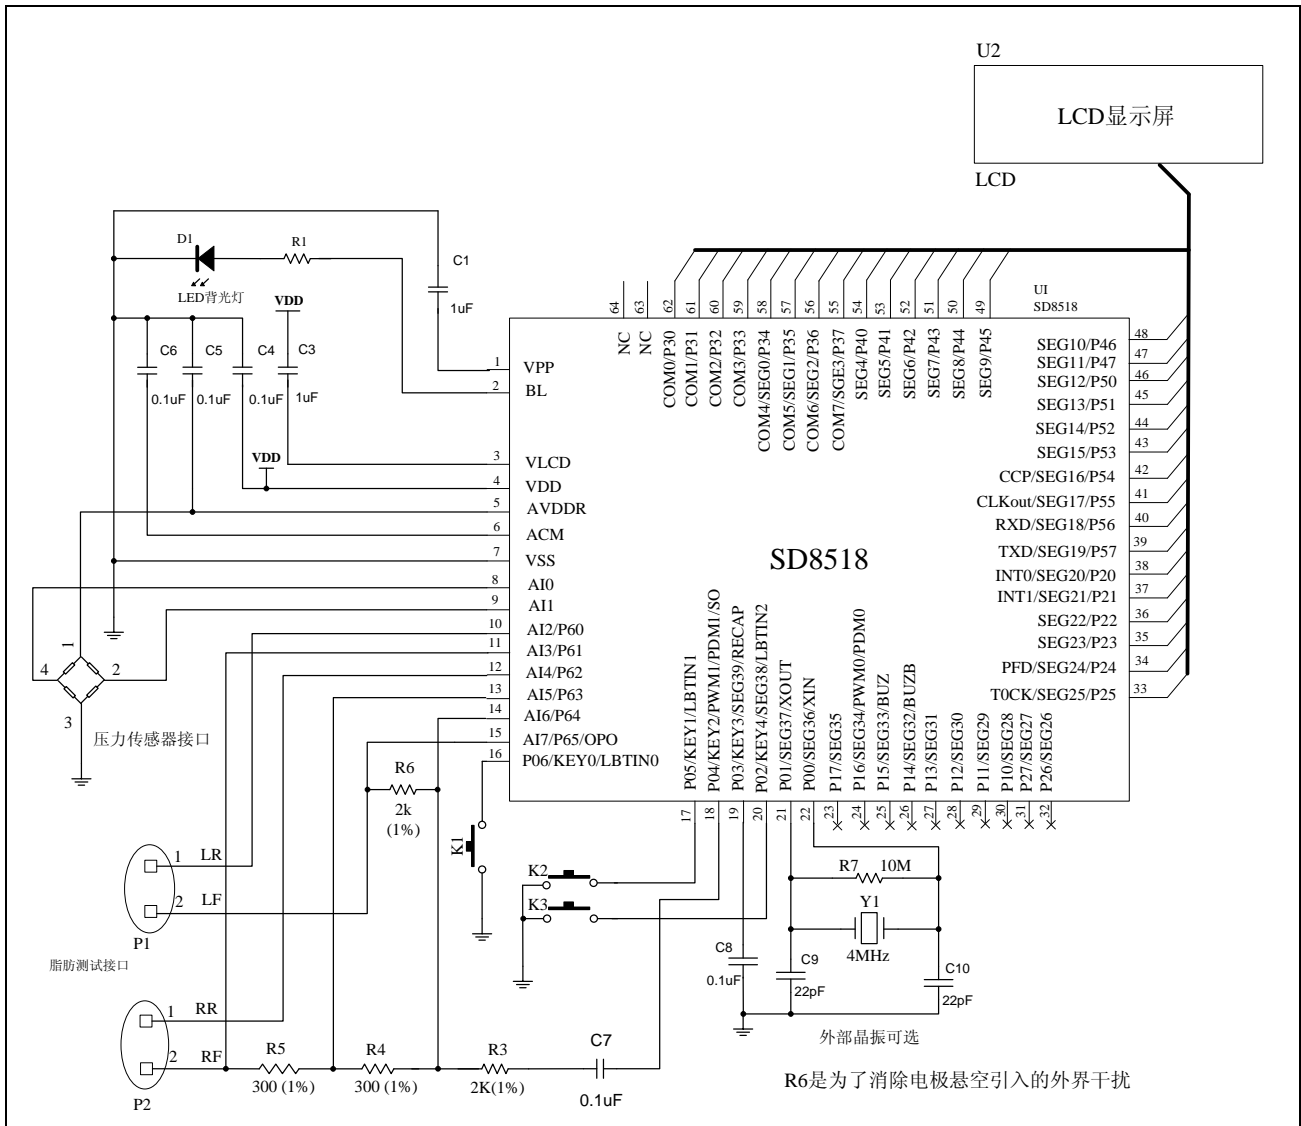 U2
LCD显示屏
LCD
D1
R1
LED背光灯
C1
1uF
VDD
C6
0.1uF
C5
0.1uF
C4
0.1uF
C3
1uF
VDD
UI
SD8518
64
63
62
61
60
59
58
57
56
55
54
53
52
51
50
49
NC
NC
COM0/P30
COM1/P31
COM2/P32
COM3/P33
COM4/SEG0/P34
COM5/SEG1/P35
COM6/SEG2/P36
COM7/SGE3/P37
SEG4/P40
SEG5/P41
SEG6/P42
SEG7/P43
SEG8/P44
SEG9/P45
1 VPP
2 BL
3 VLCD
4 VDD
5 AVDDR
6 ACM
7 VSS
8 AI0
9 AI1
10 AI2/P60
11 AI3/P61
12 AI4/P62
13 AI5/P63
14 AI6/P64
15 AI7/P65/OPO
16 P06/KEY0/LBTIN0
SD8518
SEG10/P46 48
SEG11/P47 47
SEG12/P50 46
SEG13/P51 45
SEG14/P52 44
SEG15/P53 43
CCP/SEG16/P54 42
CLKout/SEG17/P55 41
RXD/SEG18/P56 40
TXD/SEG19/P57 39
INT0/SEG20/P20 38
INT1/SEG21/P21 37
SEG22/P22 36
SEG23/P23 35
PFD/SEG24/P24 34
T0CK/SEG25/P25 33
P05/KEY1/LBTIN1
P04/KEY2/PWM1/PDM1/SO
P03/KEY3/SEG39/RECAP
P02/KEY4/SEG38/LBTIN2
P01/SEG37/XOUT
P00/SEG36/XIN
P17/SEG35
P16/SEG34/PWM0/PDM0
P15/SEG33/BUZ
P14/SEG32/BUZB
P13/SEG31
P12/SEG30
P11/SEG29
P10/SEG28
P27/SEG27
P26/SEG26
17
18
19
20
21
22
23
24
25
26
27
28
29
30
31
32
1
4
2
3
压力传感器接口
R6
2k
(1%)
K1
K2
K3
R7 10M
Y1
4MHz
C8
0.1uF
C9
22pF
C10
22pF
外部晶振可选
1 LR
2 LF
P1
脂肪测试接口
1 RR
2 RF
P2
R5
300 (1%)
R4
300 (1%)
R3
2K(1%)
C7
0.1uF
R6是为了消除电极悬空引入的外界干扰